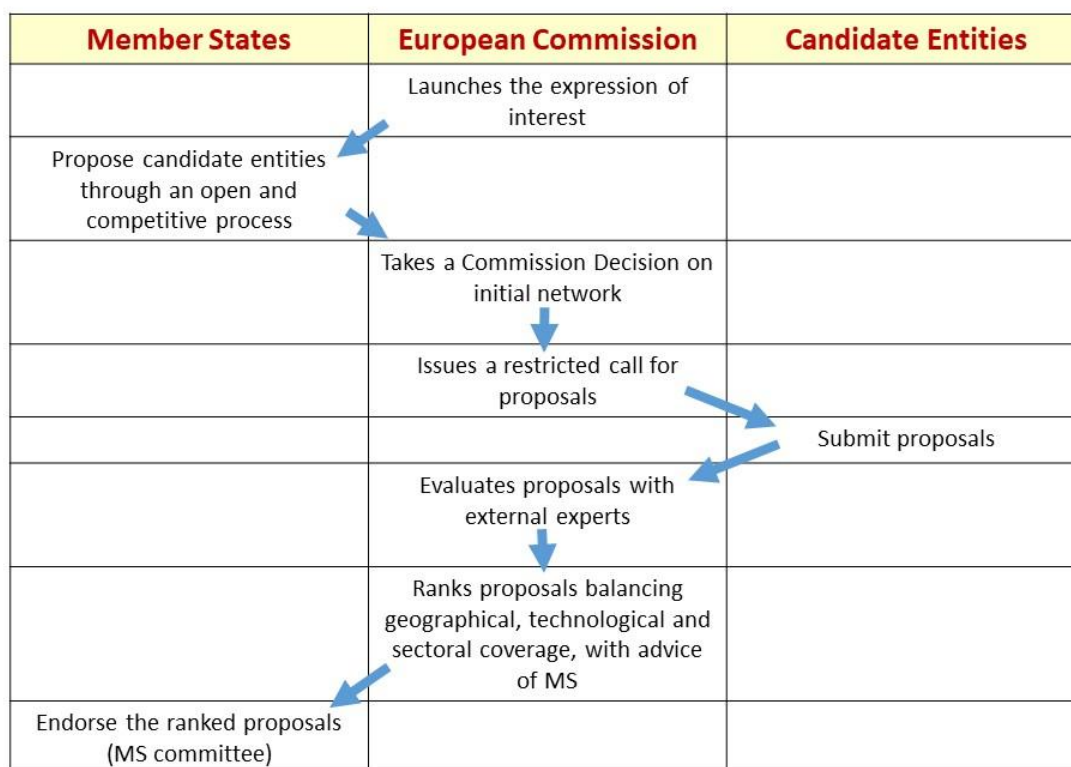 Member States
European Commission
Candidate Entities
Launches the expression of
interest
Propose candidate entities
through an open and
competitive process
Takes a Commission Decision on
initial network
Issues a restricted call for
proposals
Submit proposals
Evaluates proposals with
external experts
Ranks proposals balancing
geographical, technological and
sectoral coverage, with advice
of MS
Endorse the ranked proposals
(MS committee)